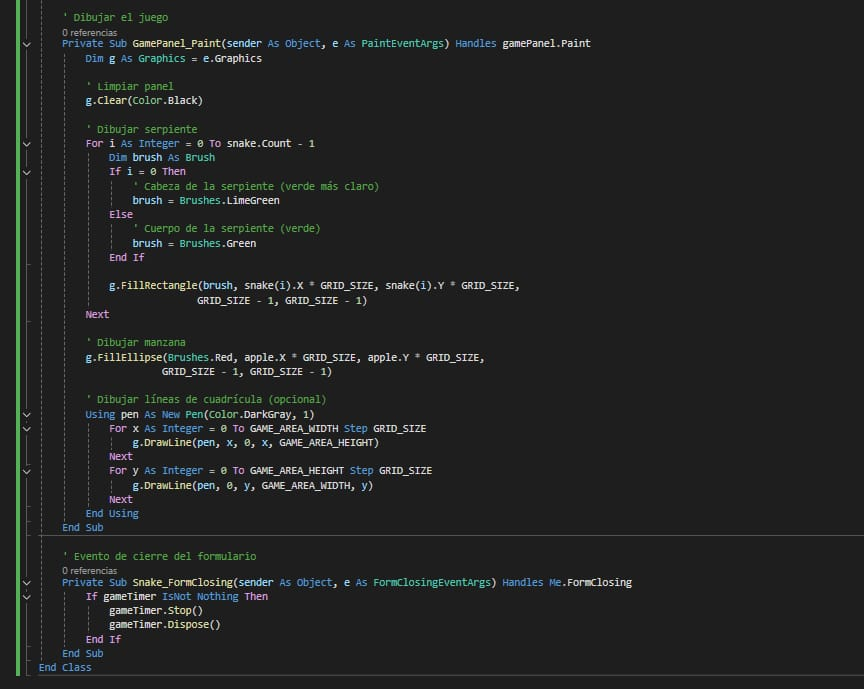 ' Dibujar el juego
0 referencias
Private Sub GamePanel_Paint(sender As Object, e As PaintEventArgs) Handles gamePanel.Paint
Dim g As Graphics = e.Graphics
' Limpiar panel
g.Clear(Color.Black)
' Dibujar serpiente
For i As Integer = 0 To snake.Count - 1
Dim brush As Brush
If i = 0 Then
' Cabeza de la serpiente (verde más claro)
brush = Brushes.LimeGreen
Else
' Cuerpo de la serpiente (verde)
brush = Brushes.Green
End If
g.FillRectangle(brush, snake(i).X * GRID_SIZE, snake(i).Y * GRID_SIZE,
GRID_SIZE - 1, GRID_SIZE - 1)
Next
' Dibujar manzana
g.FillEllipse(Brushes.Red, apple.X * GRID_SIZE, apple.Y * GRID_SIZE,
GRID_SIZE - 1, GRID_SIZE - 1)
' Dibujar líneas de cuadrícula (opcional)
Using pen As New Pen(Color.DarkGray, 1)
For x As Integer = 0 To GAME_AREA_WIDTH Step GRID_SIZE
g.DrawLine(pen, x, 0, x, GAME_AREA_HEIGHT)
Next
For y As Integer = 0 To GAME_AREA_HEIGHT Step GRID_SIZE
g.DrawLine(pen, 0, y, GAME_AREA_WIDTH, y)
Next
End Using
End Sub
' Evento de cierre del formulario
0 referencias
Private Sub Snake_FormClosing(sender As Object, e As FormClosingEventArgs) Handles Me.FormClosing
If gameTimer IsNot Nothing Then
gameTimer.Stop()
gameTimer.Dispose()
End If
End Sub
End Class